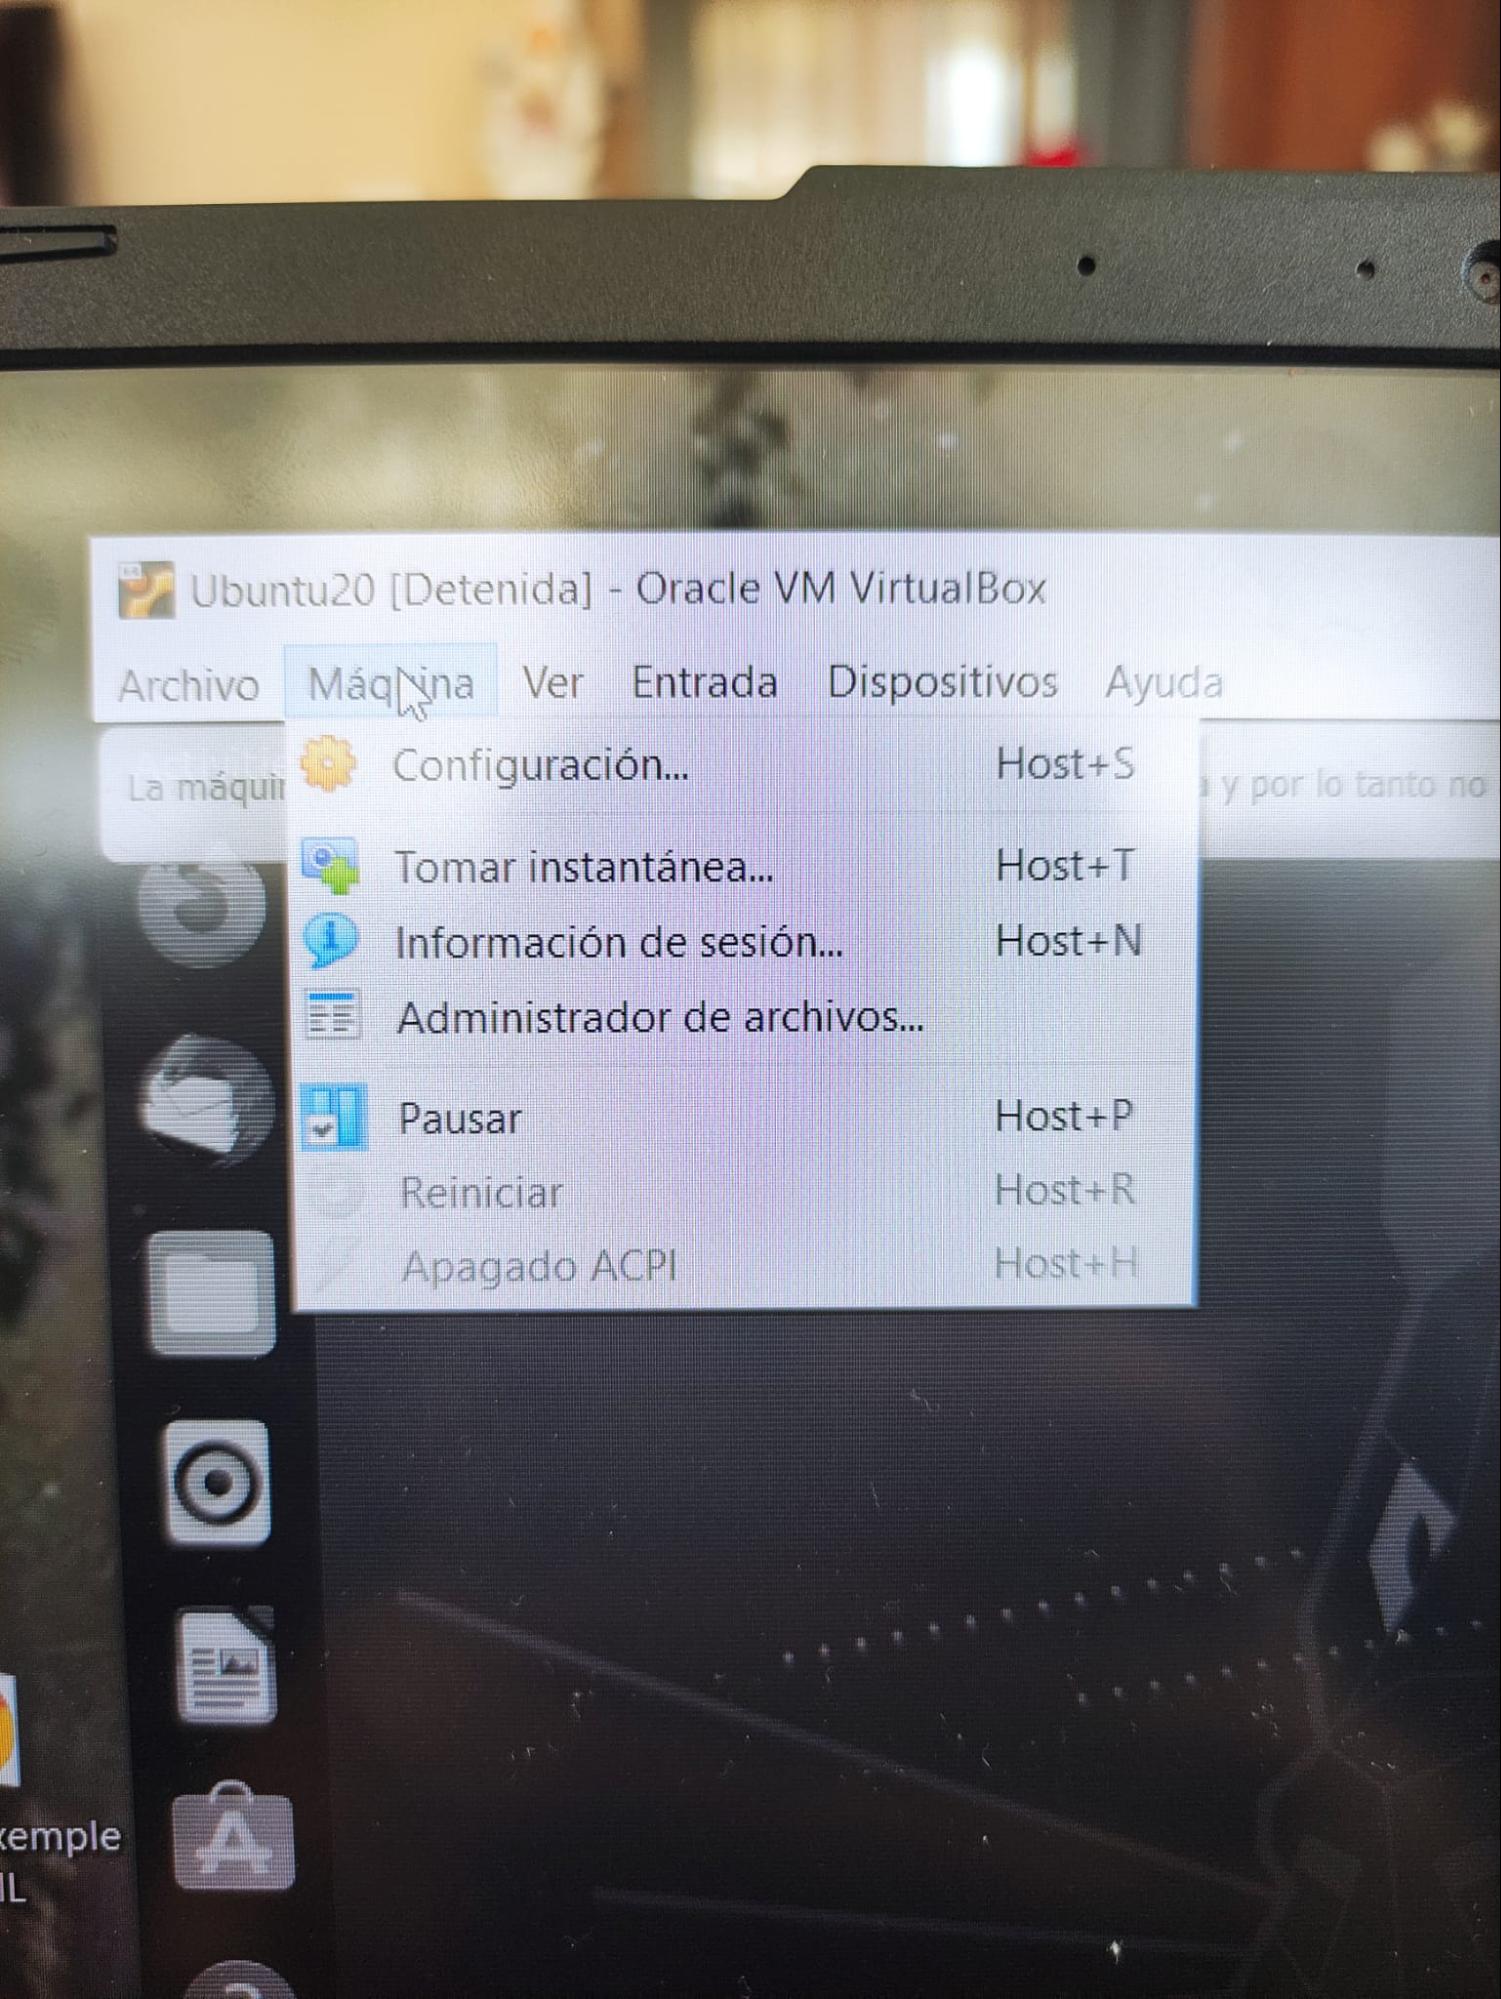 Ubuntu20 [Detenida] - Oracle VM VirtualBox
Archivo Máquina Ver Entrada Dispositivos Ayuda
La máquin
y por lo tanto no
Configuración... Host+S
Tomar instantánea... Host+T
Información de sesión... Host+N
Administrador de archivos...
Pausar Host+P
Reiniciar Host+R
Apagado ACPI Host+H
xemple